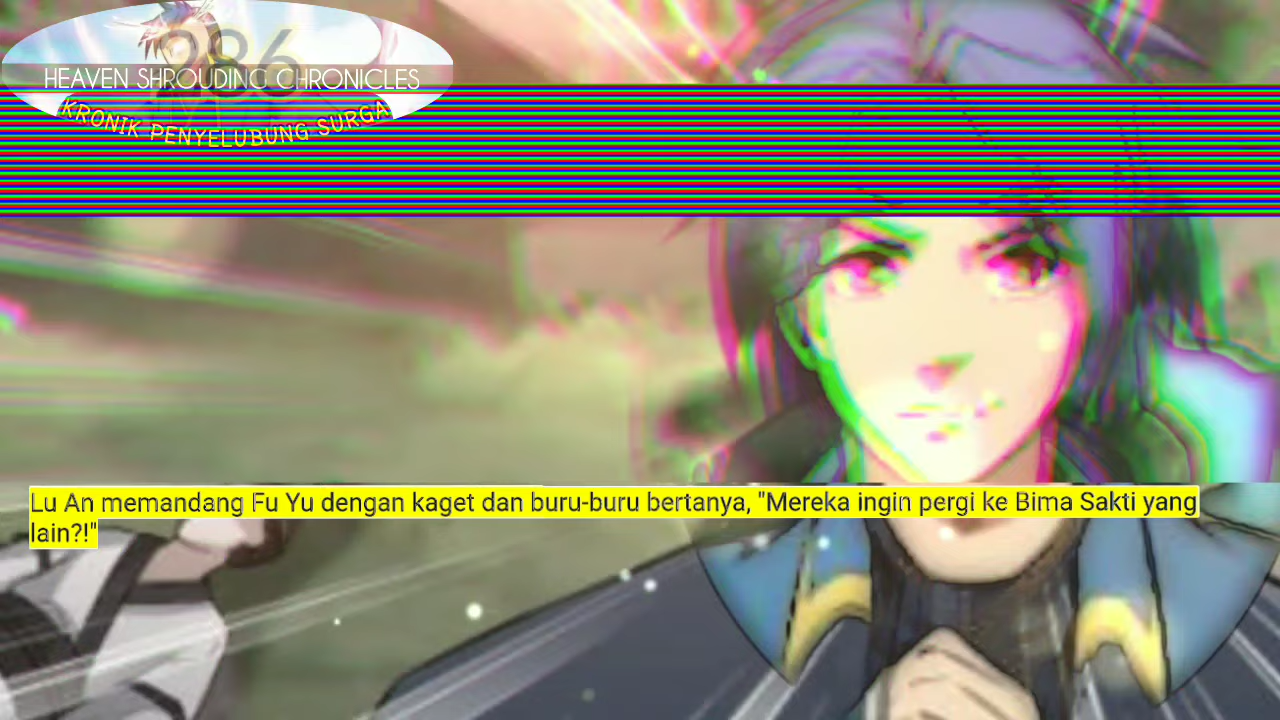 286
HEAVEN SHROUDING CHRONICLES
KRONIK PENYELUBUNG SURGA
Lu An memandang Fu Yu dengan kaget dan buru-buru bertanya, "Mereka ingin pergi ke Bima Sakti yang
lain?!"